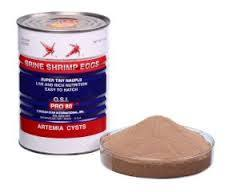 BRINE SHRIMP EGGS
SUPER TINY NAUPLII
LIVE AND RICH NUTRITION
EASY TO HATCH
O.S.I.
PRO 80
ARTEMIA CYSTS